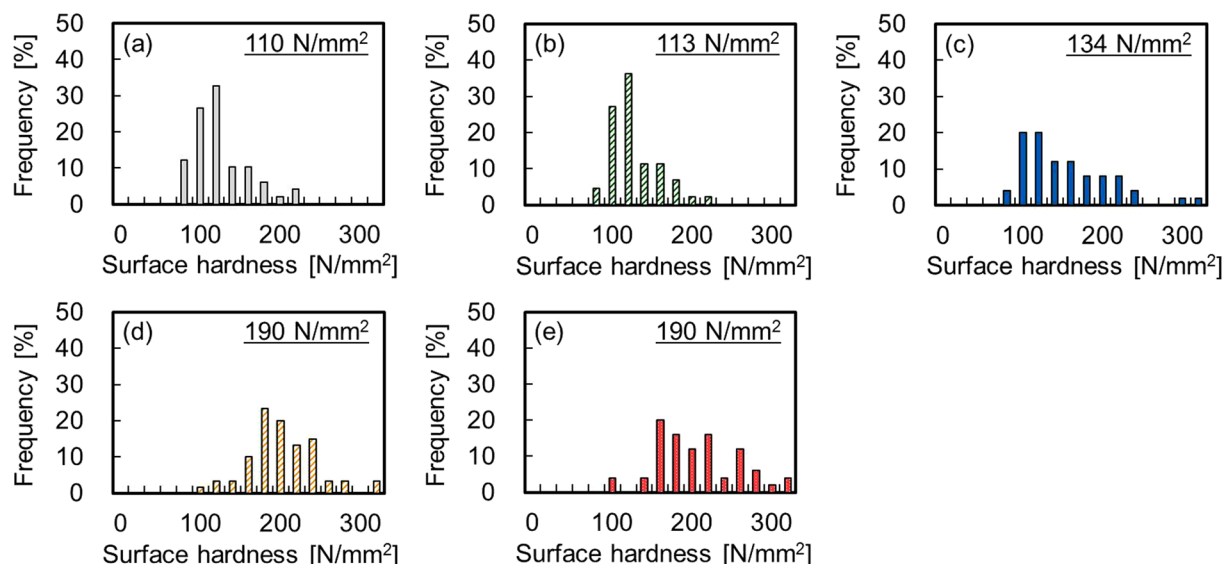 50
40
30
20
10
0
Frequency [%]
(a)
110 N/mm²
0 100 200 300
Surface hardness [N/mm²]
50
40
30
20
10
0
Frequency [%]
(b)
113 N/mm²
0 100 200 300
Surface hardness [N/mm²]
50
40
30
20
10
0
Frequency [%]
(c)
134 N/mm²
0 100 200 300
Surface hardness [N/mm²]
50
40
30
20
10
0
Frequency [%]
(d)
190 N/mm²
0 100 200 300
Surface hardness [N/mm²]
50
40
30
20
10
0
Frequency [%]
(e)
190 N/mm²
0 100 200 300
Surface hardness [N/mm²]